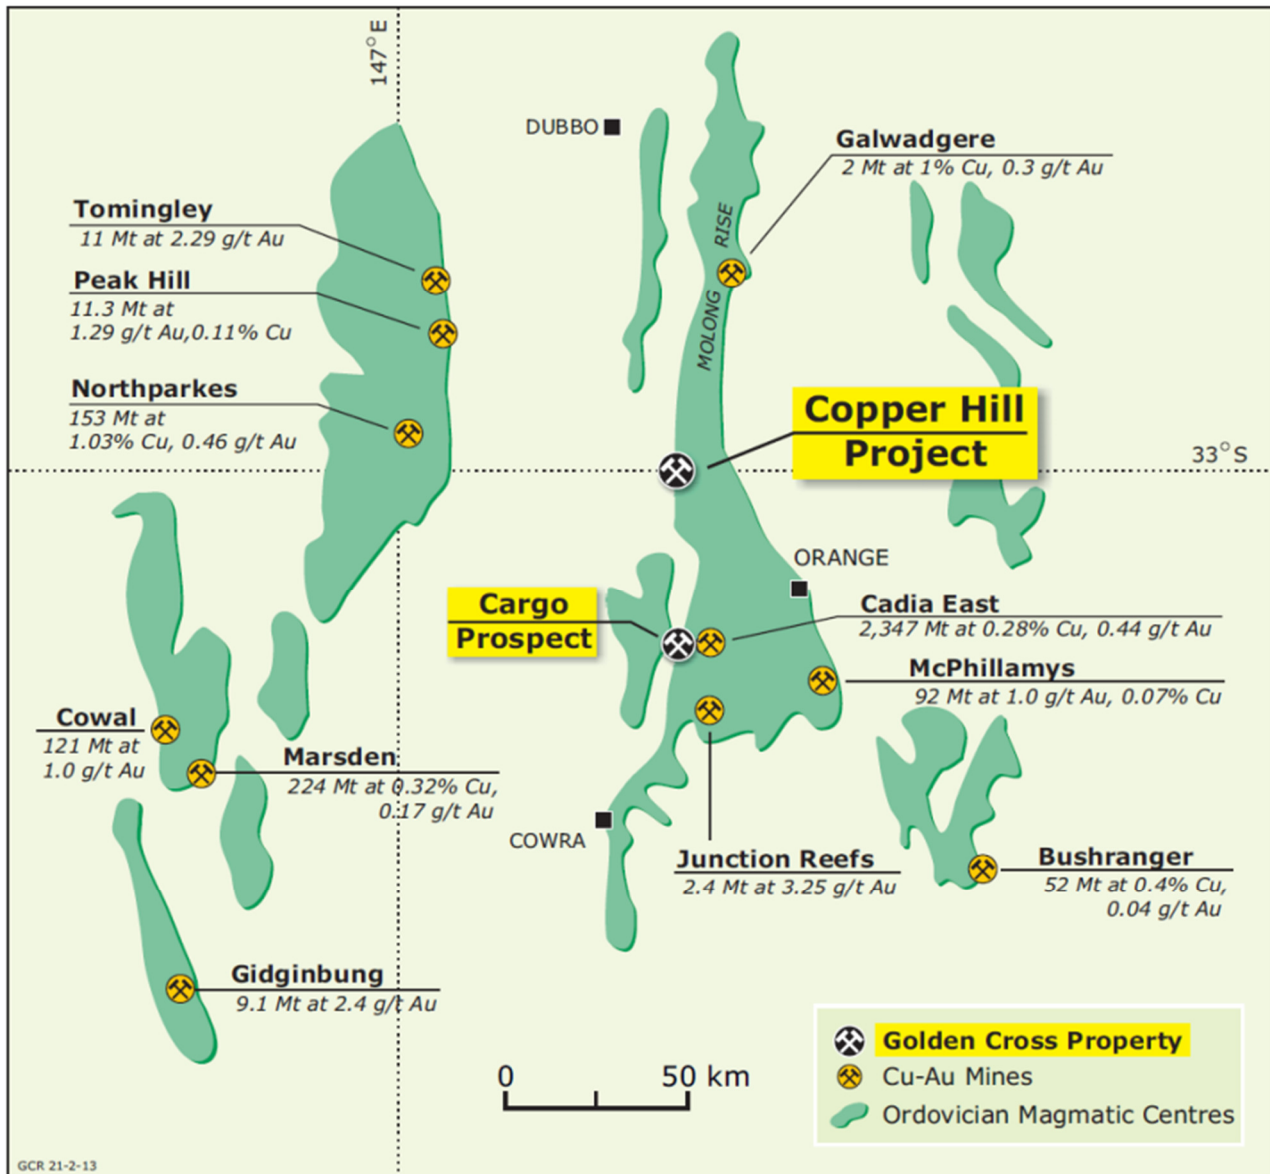 147°E
DUBBO
Galwadgere
2 Mt at 1% Cu, 0.3 g/t Au
Tomingley
11 Mt at 2.29 g/t Au
Peak Hill
11.3 Mt at
1.29 g/t Au,0.11% Cu
MOLONG RISE
Northparkes
153 Mt at
1.03% Cu, 0.46 g/t Au
Copper Hill
Project
33°S
ORANGE
Cargo
Prospect
Cadia East
2,347 Mt at 0.28% Cu, 0.44 g/t Au
McPhillamys
92 Mt at 1.0 g/t Au, 0.07% Cu
Cowal
121 Mt at
1.0 g/t Au
Marsden
224 Mt at 0.32% Cu,
0.17 g/t Au
COWRA
Junction Reefs
2.4 Mt at 3.25 g/t Au
Bushranger
52 Mt at 0.4% Cu,
0.04 g/t Au
Gidginbung
9.1 Mt at 2.4 g/t Au
0 50 km
Golden Cross Property
Cu-Au Mines
Ordovician Magmatic Centres
GCR 21-2-13